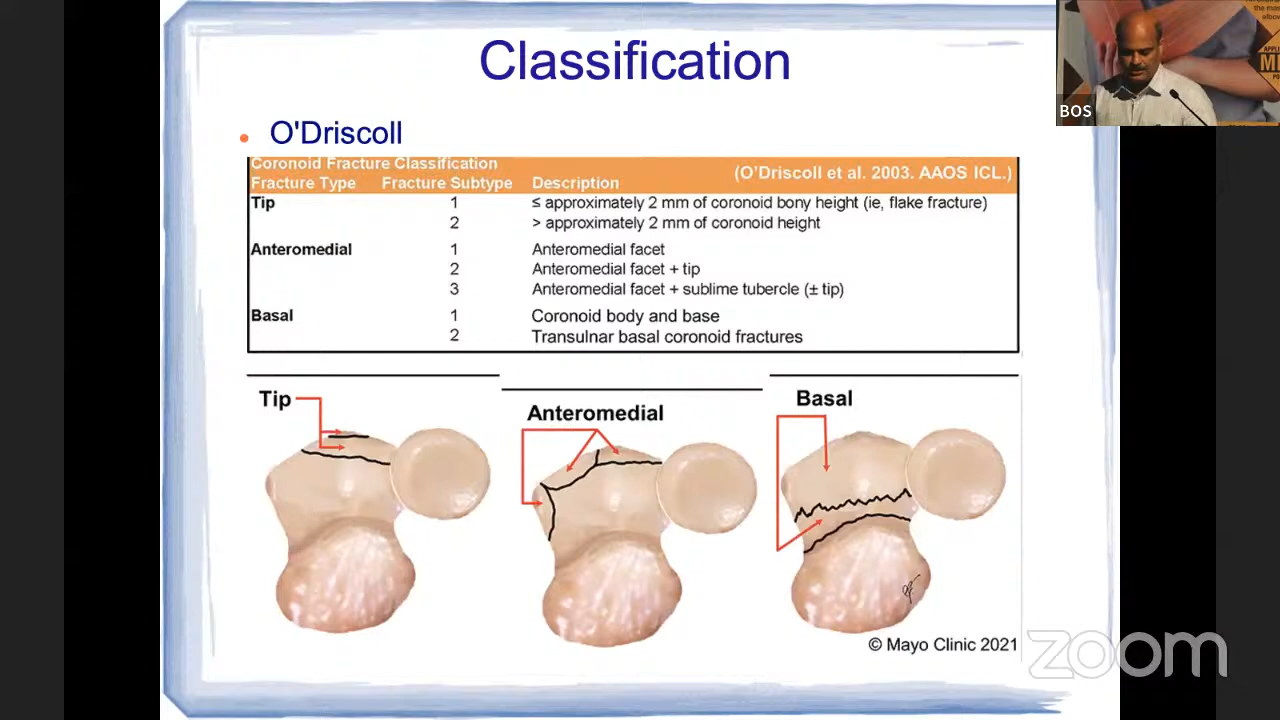 Classification
O'Driscoll
Coronoid Fracture Classification
(O'Driscoll et al. 2003. AAOS ICL.)
Fracture Type Fracture Subtype Description
Tip 1 ≤ approximately 2 mm of coronoid bony height (ie, flake fracture)
2 > approximately 2 mm of coronoid height
Anteromedial 1 Anteromedial facet
2 Anteromedial facet + tip
3 Anteromedial facet + sublime tubercle (± tip)
Basal 1 Coronoid body and base
2 Transulnar basal coronoid fractures
Tip
Anteromedial
Basal
© Mayo Clinic 2021
zoom
BOS
the mas
elbow